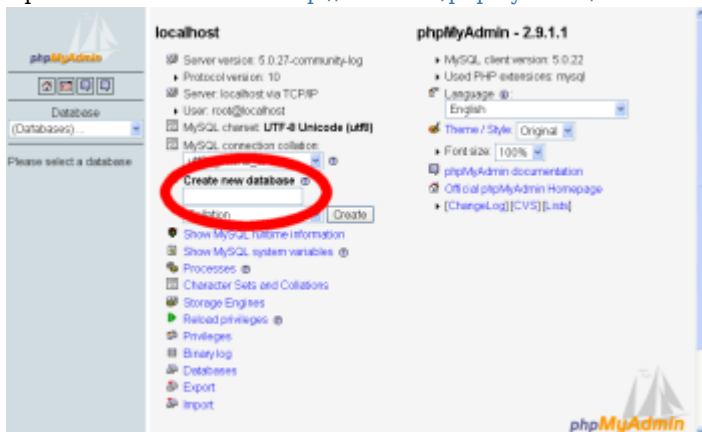 phpMyAdmin
Database
(Databases) ...
Please select a database
localhost
Server version: 5.0.27-community-log
Protocol version: 10
Server: localhost via TCP/IP
User: root@localhost
MySQL charset: UTF-8 Unicode (utf8)
MySQL connection collation:
Create new database
Collation
Create
Show MySQL runtime information
Show MySQL system variables
Processes
Character Sets and Collations
Storage Engines
Reload privileges
Privileges
Binary log
Databases
Export
Import
phpMyAdmin - 2.9.1.1
MySQL client version: 5.0.22
Used PHP extensions: mysql
Language
English
Theme / Style: Original
Font size: 100%
phpMyAdmin documentation
Official phpMyAdmin Homepage
[ChangeLog] [CVS] [Lists]
phpMyAdmin